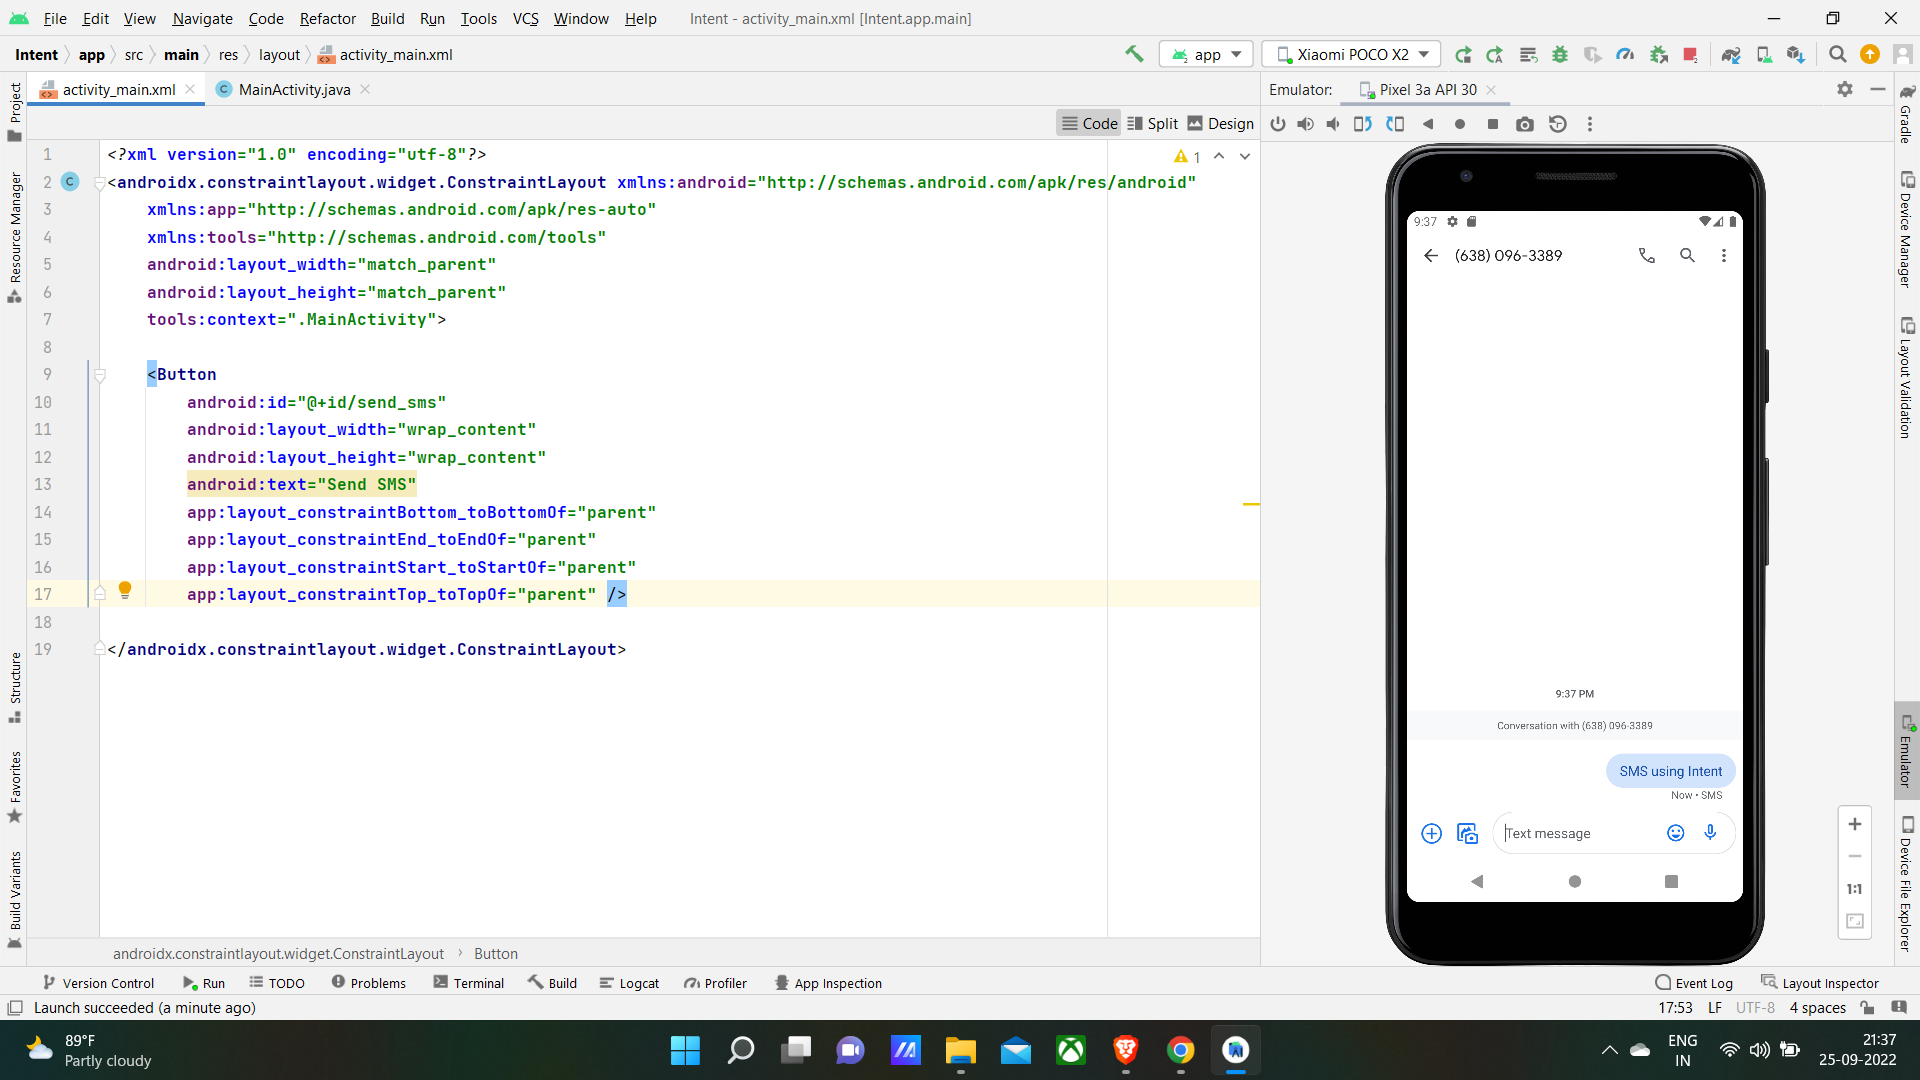 File Edit View Navigate Code Refactor Build Run Tools VCS Window Help Intent - activity_main.xml [Intent.app.main]
Intent app src main res layout activity_main.xml app Xiaomi POCO X2
activity_main.xml MainActivity.java Emulator: Pixel 3a API 30
Code Split Design
1 <?xml version="1.0" encoding="utf-8"?> 1
2 <androidx.constraintlayout.widget.ConstraintLayout xmlns:android="http://schemas.android.com/apk/res/android"
3 xmlns:app="http://schemas.android.com/apk/res-auto"
4 xmlns:tools="http://schemas.android.com/tools"
5 android:layout_width="match_parent"
6 android:layout_height="match_parent"
7 tools:context=".MainActivity">
8
9 <Button
10 android:id="@+id/send_sms"
11 android:layout_width="wrap_content"
12 android:layout_height="wrap_content"
13 android:text="Send SMS"
14 app:layout_constraintBottom_toBottomOf="parent"
15 app:layout_constraintEnd_toEndOf="parent"
16 app:layout_constraintStart_toStartOf="parent"
17 app:layout_constraintTop_toTopOf="parent" />
18
19 </androidx.constraintlayout.widget.ConstraintLayout>
androidx.constraintlayout.widget.ConstraintLayout Button
Project
Resource Manager
Structure
Favorites
Build Variants
9:37
(638) 096-3389
9:37 PM
Conversation with (638) 096-3389
SMS using Intent
Now • SMS
Text message
1:1
Gradle
Device Manager
Layout Validation
Emulator
Device File Explorer
Version Control Run TODO Problems Terminal Build Logcat Profiler App Inspection Event Log Layout Inspector
Launch succeeded (a minute ago) 17:53 LF UTF-8 4 spaces
89°F
Partly cloudy
ENG
IN
21:37
25-09-2022